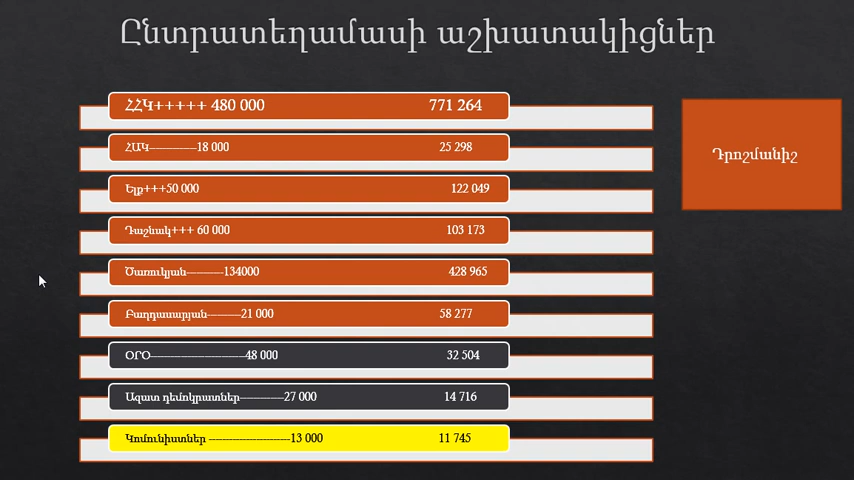 Ընտրատեղամասի աշխատակիցներ
ՀՀԿ+++++ 480 000 771 264
ՀԱԿ--------------18 000 25 298
Ելք+++50 000 122 049
Դաշնակ+++ 60 000 103 173
Ծառուկյան-----------134000 428 965
Բաղդասարյան----------21 000 58 277
ՕՐՕ----------------------------48 000 32 504
Ազատ դեմոկրատներ-------------27 000 14 716
Կոմունիստներ ------------------------13 000 11 745
Դրոշմանիշ